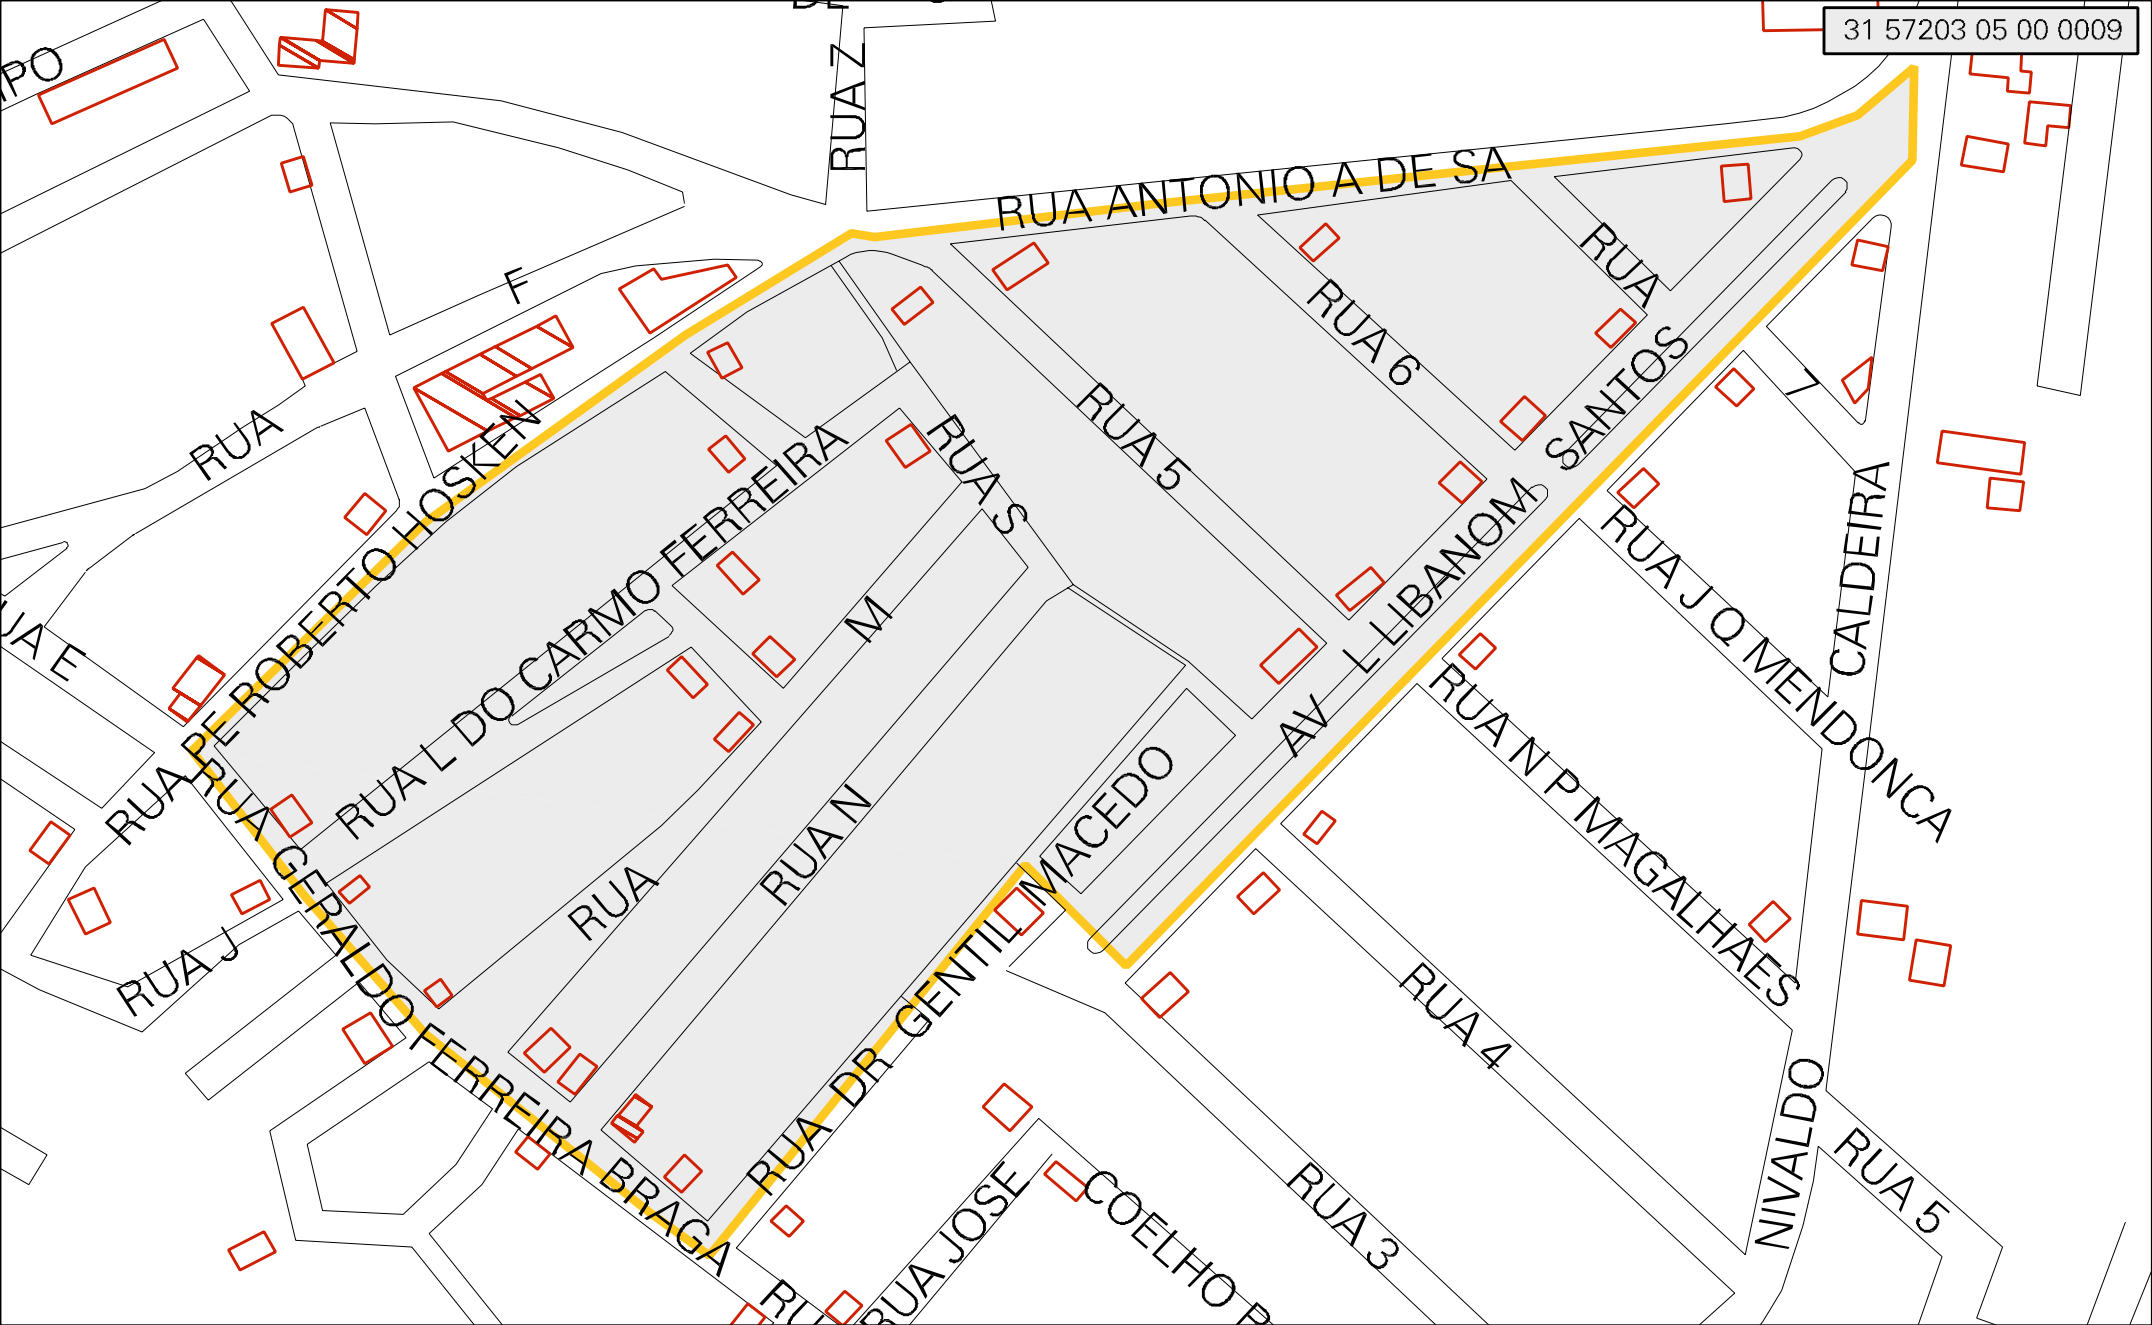 31 57203 05 00 0009
RUA Z
RUA ANTONIO A DE SA
F
RUA
RUA
RUA 6
RUA 5
RUA S
SANTOS
7
AV L LIBANOM
RUA PE ROBERTO HOSKEN
RUA L DO CARMO FERREIRA
M
RUA
RUA N
RUA J Q MENDONCA
CALDEIRA
NIVALDO
RUA N P MAGALHAES
RUA GERALDO FERREIRA BRAGA
RUA J
RUA DR GENTIL MACEDO
RUA 4
RUA 3
RUA 5
RUA JOSE
COELHO